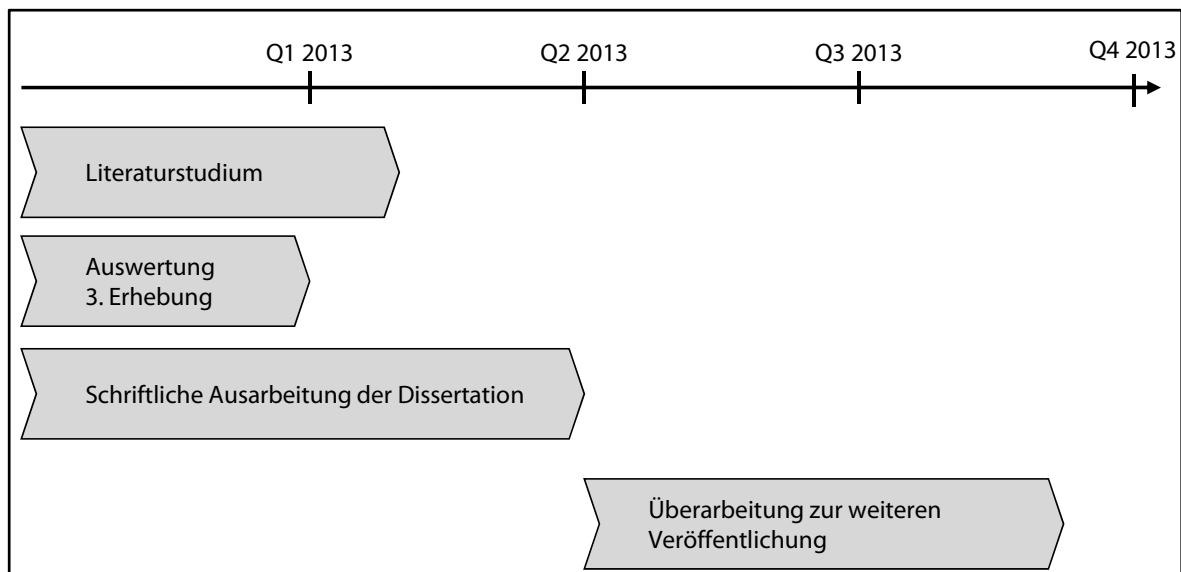 Q1 2013
Q2 2013
Q3 2013
Q4 2013
Literaturstudium
Auswertung
3. Erhebung
Schriftliche Ausarbeitung der Dissertation
Überarbeitung zur weiteren
Veröffentlichung